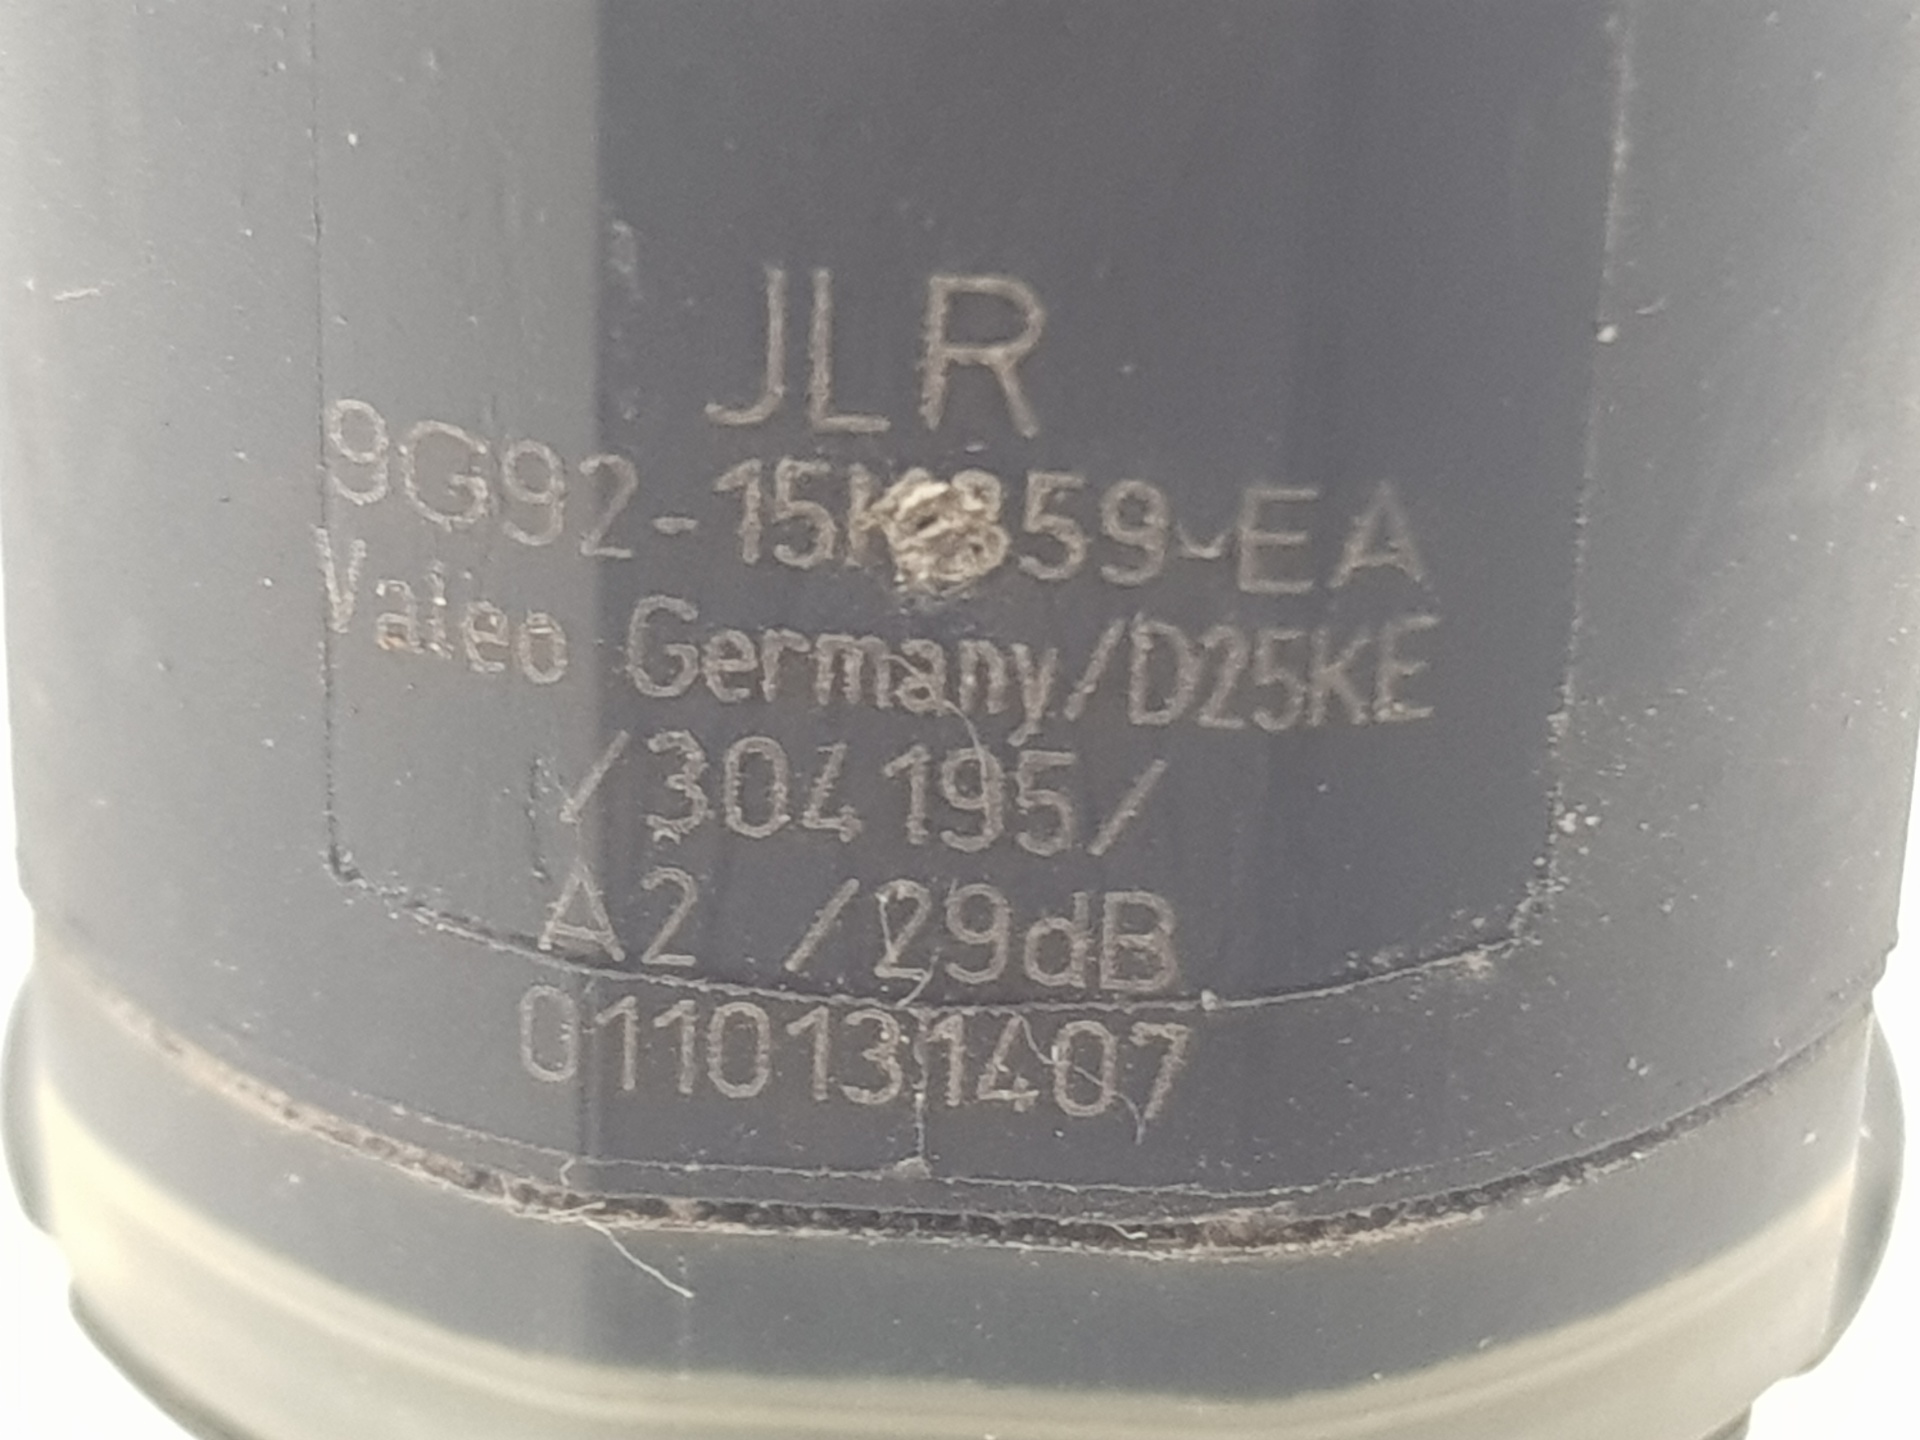 JLR
9G92-15K859-EA
Valeo Germany/D25KE
/304195/
A2 /29dB
0110131407